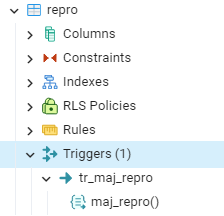 repro
Columns
Constraints
Indexes
RLS Policies
Rules
Triggers (1)
tr_maj_repro
maj_repro()